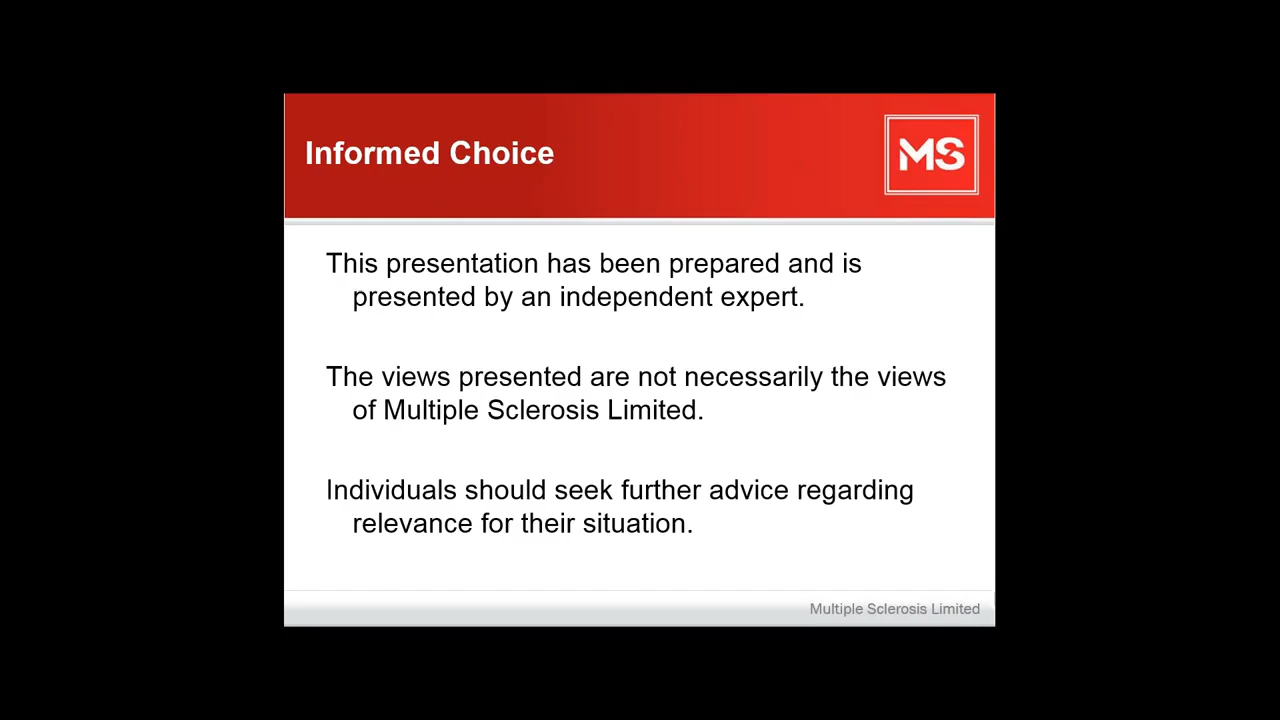 Informed Choice
MS
This presentation has been prepared and is
presented by an independent expert.
The views presented are not necessarily the views
of Multiple Sclerosis Limited.
Individuals should seek further advice regarding
relevance for their situation.
Multiple Sclerosis Limited